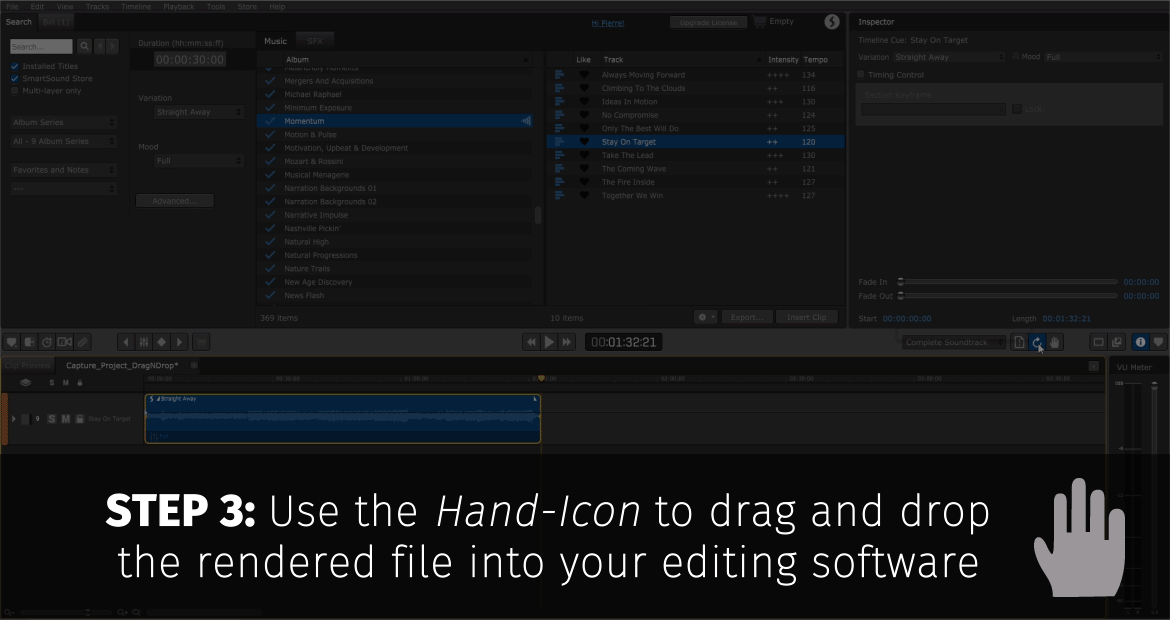 File Edit View Tracks Timeline Playback Tools Store Help
Search Bin (1)
Hi Pierre!
Upgrade License...
Empty
Inspector
Search...
Installed Titles
SmartSound Store
Multi-layer only
Album Series
All - 9 Album Series
Favorites and Notes
---
Duration (hh:mm:ss:ff)
00:00:30:00
Variation
Straight Away
Mood
Full
Advanced...
Music SFX
Album
Mergers And Acquisitions
Michael Raphael
Minimum Exposure
Momentum
Motion & Pulse
Motivation, Upbeat & Development
Mozart & Rossini
Musical Menagerie
Narration Backgrounds 01
Narration Backgrounds 02
Narrative Impulse
Nashville Pickin'
Natural High
Natural Progressions
Nature Trails
New Age Discovery
News Flash
369 items
Like Track Intensity Tempo
Always Moving Forward ++++ 134
Climbing To The Clouds ++ 116
Ideas In Motion +++ 130
No Compromise ++ 124
Only The Best Will Do ++ 125
Stay On Target ++ 120
Take The Lead +++ 130
The Coming Wave ++ 121
The Fire Inside ++ 127
Together We Win ++++ 127
10 items
Export...
Insert Clip
Timeline Cue: Stay On Target
Variation Straight Away Mood Full
Timing Control
Section keyframe
Lock
Fade In 00:00:00
Fade Out 00:00:00
Start 00:00:00:00 Length 00:01:32:21
00:01:32:21
Complete Soundtrack
Clip Preview Capture_Project_DragNDrop*
VU Meter
S M
9 S M Stay On Target
Straight Away
STEP 3: Use the Hand-Icon to drag and drop
the rendered file into your editing software